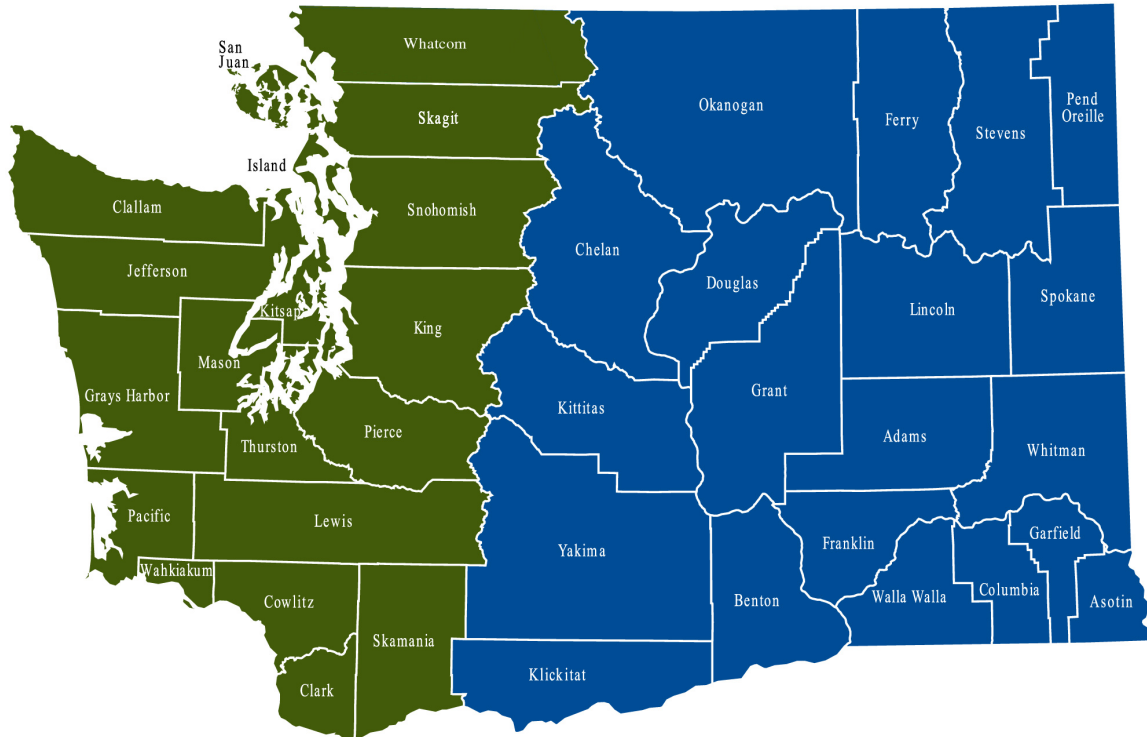 Whatcom
San
Juan
Skagit
Okanogan
Ferry
Stevens
Pend
Oreille
Island
Clallam
Snohomish
Chelan
Jefferson
Douglas
Kitsap
King
Lincoln
Spokane
Mason
Grays Harbor
Kittitas
Grant
Pierce
Thurston
Adams
Whitman
Pacific
Lewis
Yakima
Franklin
Garfield
Wahkiakum
Cowlitz
Benton
Walla Walla
Columbia
Asotin
Skamania
Klickitat
Clark